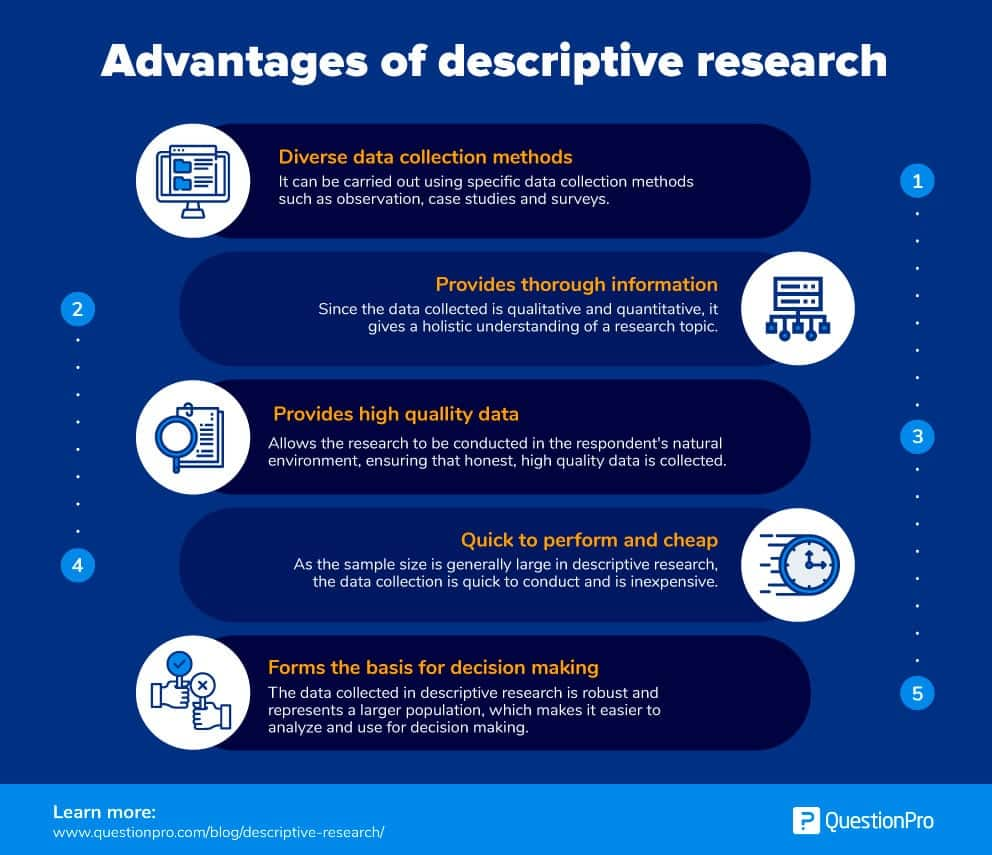 Advantages of descriptive research
Diverse data collection methods
It can be carried out using specific data collection methods
such as observation, case studies and surveys.
1
Provides thorough information
Since the data collected is qualitative and quantitative, it
gives a holistic understanding of a research topic.
2
Provides high quallity data
Allows the research to be conducted in the respondent's natural
environment, ensuring that honest, high quality data is collected.
3
Quick to perform and cheap
As the sample size is generally large in descriptive research,
the data collection is quick to conduct and is inexpensive.
4
Forms the basis for decision making
The data collected in descriptive research is robust and
represents a larger population, which makes it easier to
analyze and use for decision making.
5
Learn more:
www.questionpro.com/blog/descriptive-research/
QuestionPro